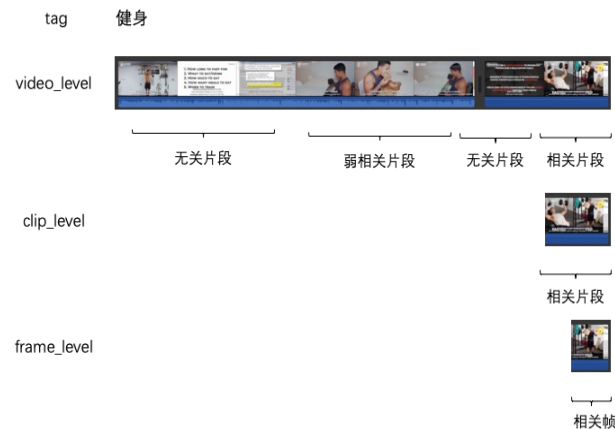 tag 健身
video_level
无关片段 弱相关片段 无关片段 相关片段
clip_level
相关片段
frame_level
相关帧